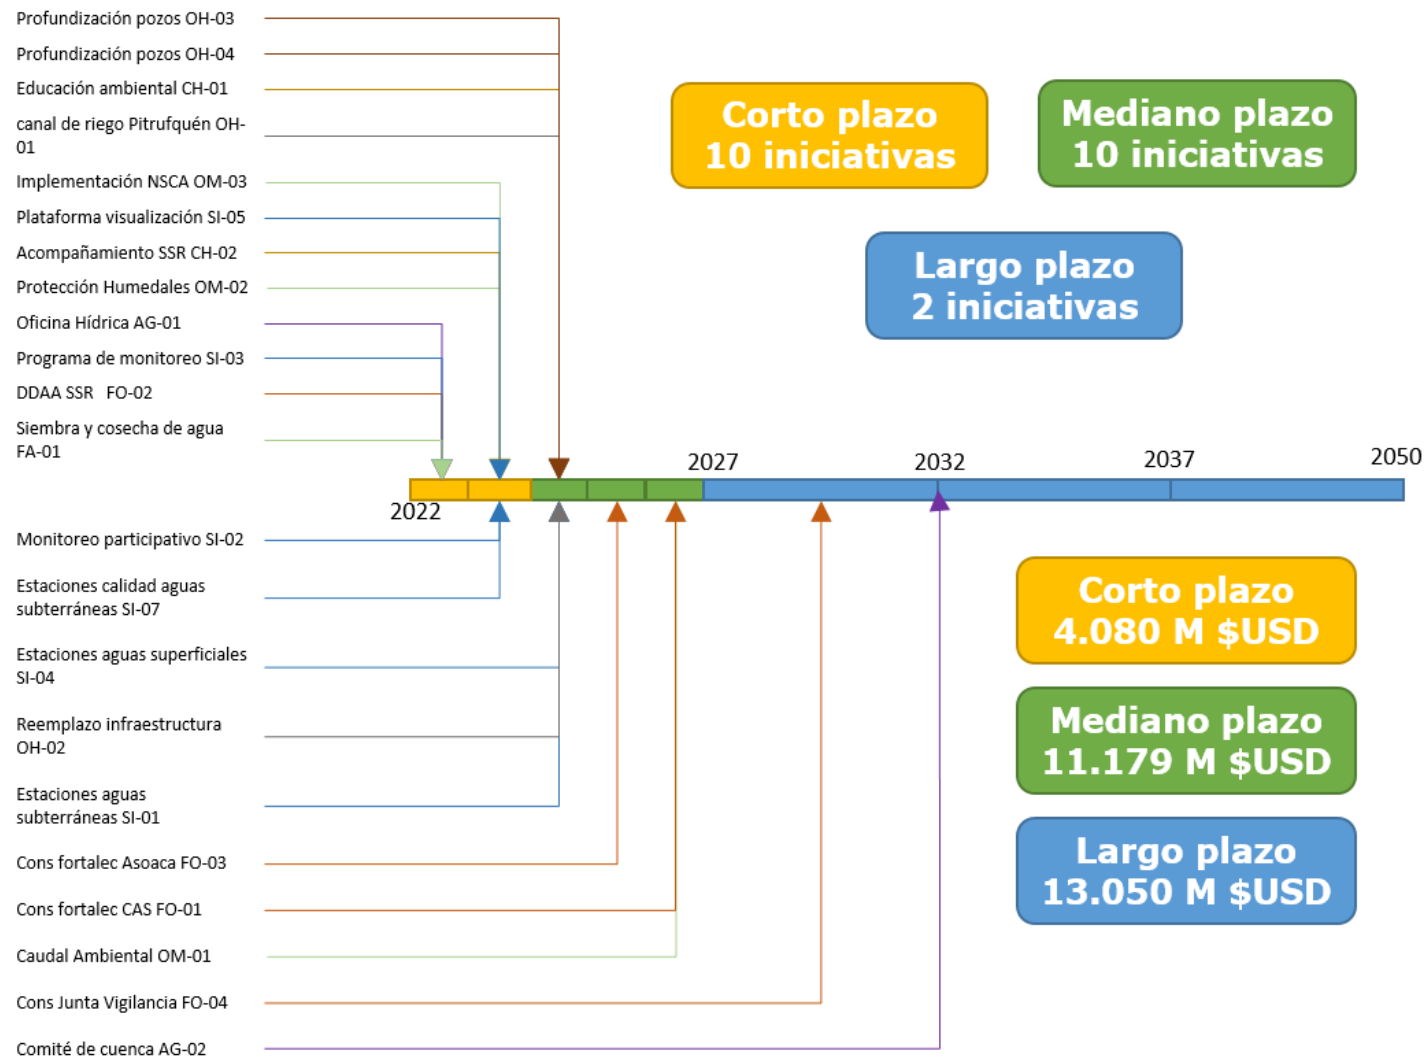 Profundización pozos OH-03
Profundización pozos OH-04
Educación ambiental CH-01
canal de riego Pitrufquén OH-
01
Implementación NSCA OM-03
Plataforma visualización SI-05
Acompañamiento SSR CH-02
Protección Humedales OM-02
Oficina Hídrica AG-01
Programa de monitoreo SI-03
DDAA SSR FO-02
Siembra y cosecha de agua
FA-01
Corto plazo
10 iniciativas
Mediano plazo
10 iniciativas
Largo plazo
2 iniciativas
2022
2027
2032
2037
2050
Monitoreo participativo SI-02
Estaciones calidad aguas
subterráneas SI-07
Estaciones aguas superficiales
SI-04
Reemplazo infraestructura
OH-02
Estaciones aguas
subterráneas SI-01
Cons fortalec Asoaca FO-03
Cons fortalec CAS FO-01
Caudal Ambiental OM-01
Cons Junta Vigilancia FO-04
Comité de cuenca AG-02
Corto plazo
4.080 M $USD
Mediano plazo
11.179 M $USD
Largo plazo
13.050 M $USD